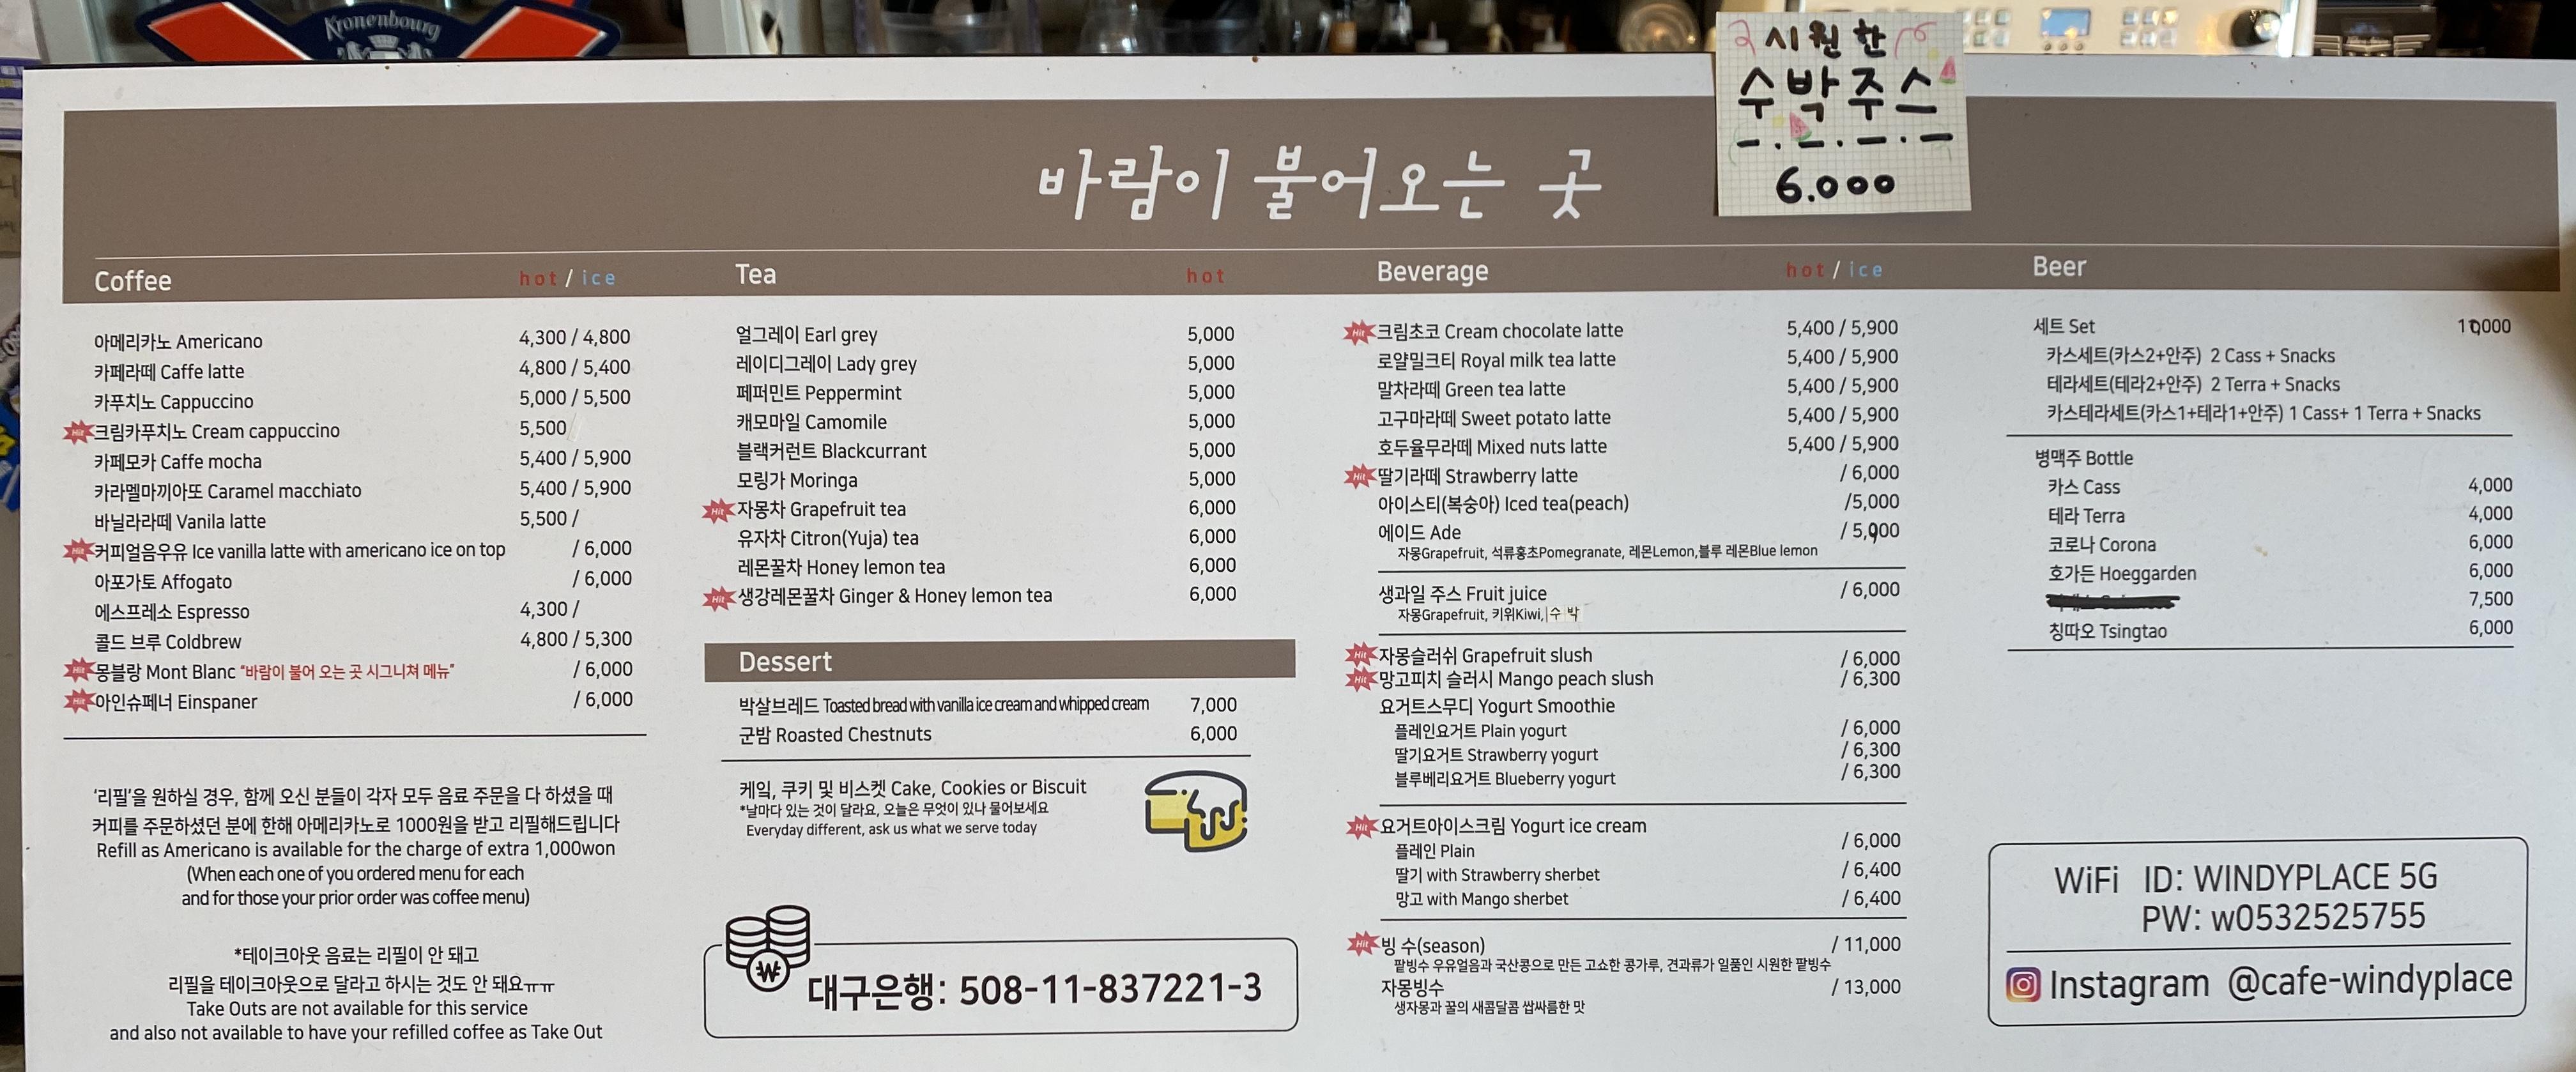 Kronenbourg
시원한
수박주스
6.000
바람이 불어오는 곳
Coffee hot / ice
아메리카노 Americano 4,300 / 4,800
카페라떼 Caffe latte 4,800 / 5,400
카푸치노 Cappuccino 5,000 / 5,500
Hit 크림카푸치노 Cream cappuccino 5,500
카페모카 Caffe mocha 5,400 / 5,900
카라멜마끼아또 Caramel macchiato 5,400 / 5,900
바닐라라떼 Vanila latte 5,500 /
Hit 커피얼음우유 Ice vanilla latte with americano ice on top / 6,000
아포가토 Affogato / 6,000
에스프레소 Espresso 4,300 /
콜드 브루 Coldbrew 4,800 / 5,300
Hit 몽블랑 Mont Blanc "바람이 불어 오는 곳 시그니쳐 메뉴" / 6,000
Hit 아인슈페너 Einspaner / 6,000
'리필'을 원하실 경우, 함께 오신 분들이 각자 모두 음료 주문을 다 하셨을 때
커피를 주문하셨던 분에 한해 아메리카노로 1000원을 받고 리필해드립니다
Refill as Americano is available for the charge of extra 1,000won
(When each one of you ordered menu for each
and for those your prior order was coffee menu)
*테이크아웃 음료는 리필이 안 돼고
리필을 테이크아웃으로 달라고 하시는 것도 안 돼요ㅠㅠ
Take Outs are not available for this service
and also not available to have your refilled coffee as Take Out
Tea hot
얼그레이 Earl grey 5,000
레이디그레이 Lady grey 5,000
페퍼민트 Peppermint 5,000
캐모마일 Camomile 5,000
블랙커런트 Blackcurrant 5,000
모링가 Moringa 5,000
Hit 자몽차 Grapefruit tea 6,000
유자차 Citron(Yuja) tea 6,000
레몬꿀차 Honey lemon tea 6,000
Hit 생강레몬꿀차 Ginger & Honey lemon tea 6,000
Dessert
박살브레드 Toasted bread with vanilla ice cream and whipped cream 7,000
군밤 Roasted Chestnuts 6,000
케잌, 쿠키 및 비스켓 Cake, Cookies or Biscuit
*날마다 있는 것이 달라요, 오늘은 무엇이 있나 물어보세요
Everyday different, ask us what we serve today
₩
대구은행: 508-11-837221-3
Beverage hot / ice
Hit 크림초코 Cream chocolate latte 5,400 / 5,900
로얄밀크티 Royal milk tea latte 5,400 / 5,900
말차라떼 Green tea latte 5,400 / 5,900
고구마라떼 Sweet potato latte 5,400 / 5,900
호두율무라떼 Mixed nuts latte 5,400 / 5,900
Hit 딸기라떼 Strawberry latte / 6,000
아이스티(복숭아) Iced tea(peach) /5,000
에이드 Ade / 5,900
자몽Grapefruit, 석류홍초Pomegranate, 레몬Lemon,블루 레몬Blue lemon
생과일 주스 Fruit juice / 6,000
자몽Grapefruit, 키위Kiwi, 수 박
Hit 자몽슬러쉬 Grapefruit slush / 6,000
Hit 망고피치 슬러시 Mango peach slush / 6,300
요거트스무디 Yogurt Smoothie
플레인요거트 Plain yogurt / 6,000
딸기요거트 Strawberry yogurt / 6,300
블루베리요거트 Blueberry yogurt / 6,300
Hit 요거트아이스크림 Yogurt ice cream
플레인 Plain / 6,000
딸기 with Strawberry sherbet / 6,400
망고 with Mango sherbet / 6,400
Hit 빙 수(season) / 11,000
팥빙수 우유얼음과 국산콩으로 만든 고소한 콩가루, 견과류가 일품인 시원한 팥빙수
자몽빙수 / 13,000
생자몽과 꿀의 새콤달콤 쌉싸름한 맛
Beer
세트 Set
카스세트(카스2+안주) 2 Cass + Snacks
테라세트(테라2+안주) 2 Terra + Snacks
카스테라세트(카스1+테라1+안주) 1 Cass+ 1 Terra + Snacks
병맥주 Bottle
카스 Cass 4,000
테라 Terra 4,000
코로나 Corona 6,000
호가든 Hoeggarden 6,000
7,500
칭따오 Tsingtao 6,000
WiFi ID: WINDYPLACE 5G
PW: w0532525755
Instagram @cafe-windyplace